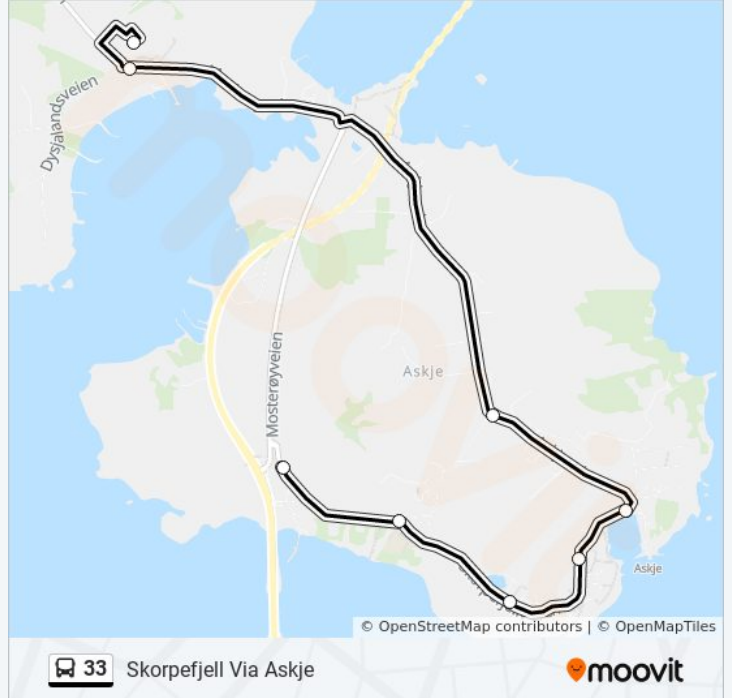 Dysjalandsveien
Mosterøyveien
Askje
Askje
© OpenStreetMap contributors | © OpenMapTiles
33 Skorpefjell Via Askje
moovit